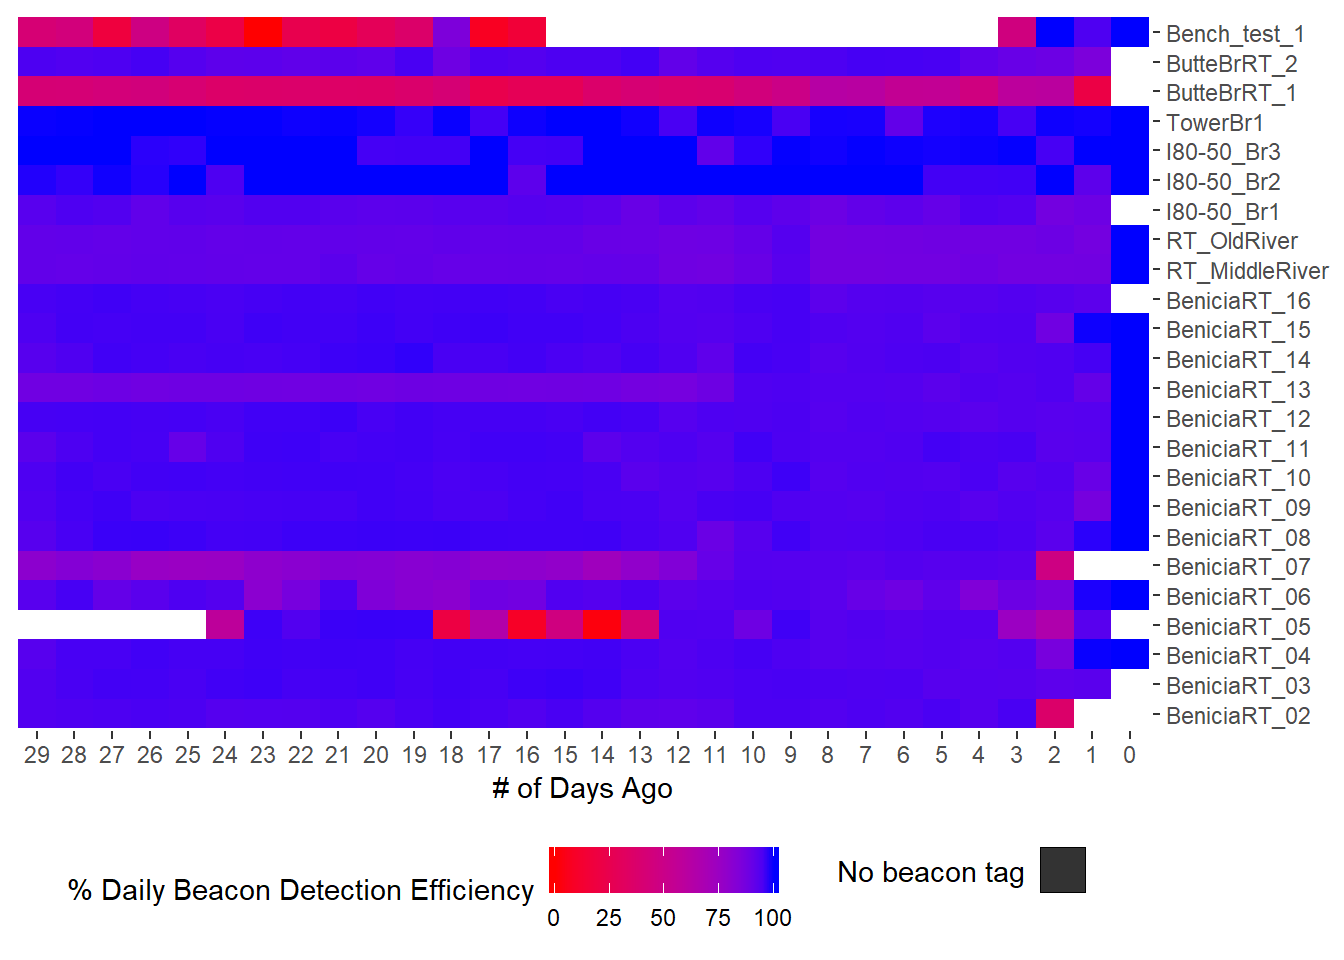 Bench_test_1
ButteBrRT_2
ButteBrRT_1
TowerBr1
I80-50_Br3
I80-50_Br2
I80-50_Br1
RT_OldRiver
RT_MiddleRiver
BeniciaRT_16
BeniciaRT_15
BeniciaRT_14
BeniciaRT_13
BeniciaRT_12
BeniciaRT_11
BeniciaRT_10
BeniciaRT_09
BeniciaRT_08
BeniciaRT_07
BeniciaRT_06
BeniciaRT_05
BeniciaRT_04
BeniciaRT_03
BeniciaRT_02
29 28 27 26 25 24 23 22 21 20 19 18 17 16 15 14 13 12 11 10 9 8 7 6 5 4 3 2 1 0
# of Days Ago
% Daily Beacon Detection Efficiency
0 25 50 75 100
No beacon tag